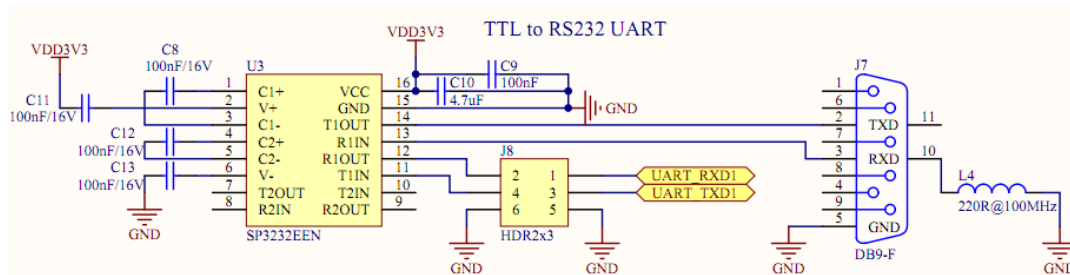 TTL to RS232 UART
VDD3V3
VDD3V3
C8
100nF/16V
U3
C9
100nF
C10
4.7uF
GND
C11
100nF/16V
C12
100nF/16V
C13
100nF/16V
GND
1 C1+ VCC 16
2 V+ GND 15
3 C1- T1OUT 14
4 C2+ R1IN 13
5 C2- R1OUT 12
6 V- T1IN 11
7 T2OUT T2IN 10
8 R2IN R2OUT 9
SP3232EEN
J8
2 1
4 3
6 5
HDR2x3
GND
GND
UART_RXD1
UART_TXD1
J7
1
6
2 TXD 11
7
3 RXD 10
8
4
9
5 GND
DB9-F
GND
L4
220R@100MHz
GND